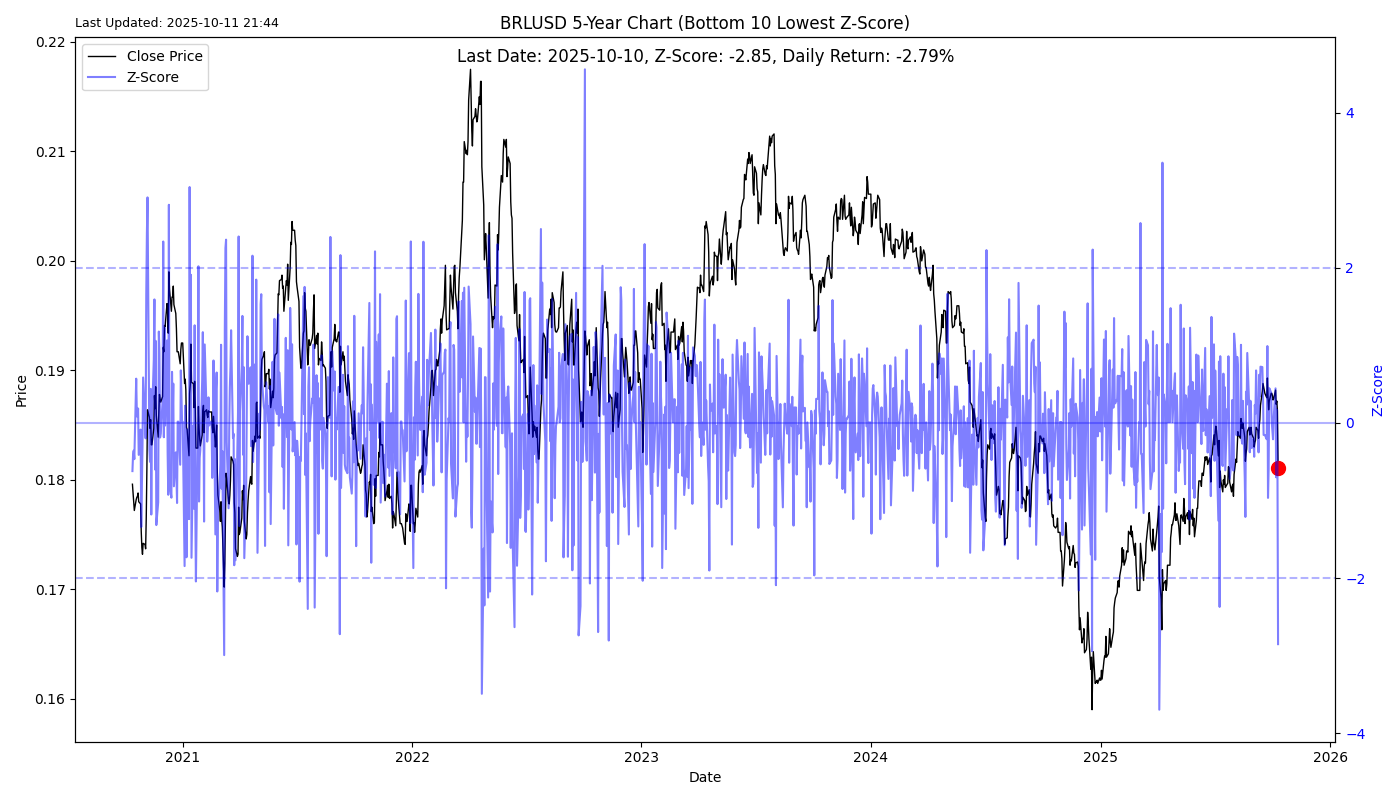 Last Updated: 2025-10-11 21:44
BRLUSD 5-Year Chart (Bottom 10 Lowest Z-Score)
Last Date: 2025-10-10, Z-Score: -2.85, Daily Return: -2.79%
Close Price
Z-Score
0.22
0.21
0.20
0.19
0.18
0.17
0.16
Price
4
2
0
−2
−4
Z-Score
2021
2022
2023
2024
2025
2026
Date